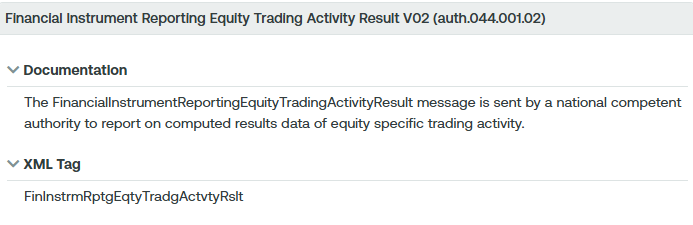 Financial Instrument Reporting Equity Trading Activity Result V02 (auth.044.001.02)
Documentation
The FinancialInstrumentReportingEquityTradingActivityResult message is sent by a national competent
authority to report on computed results data of equity specific trading activity.
XML Tag
FinInstrmRptgEqtyTradgActvtyRslt